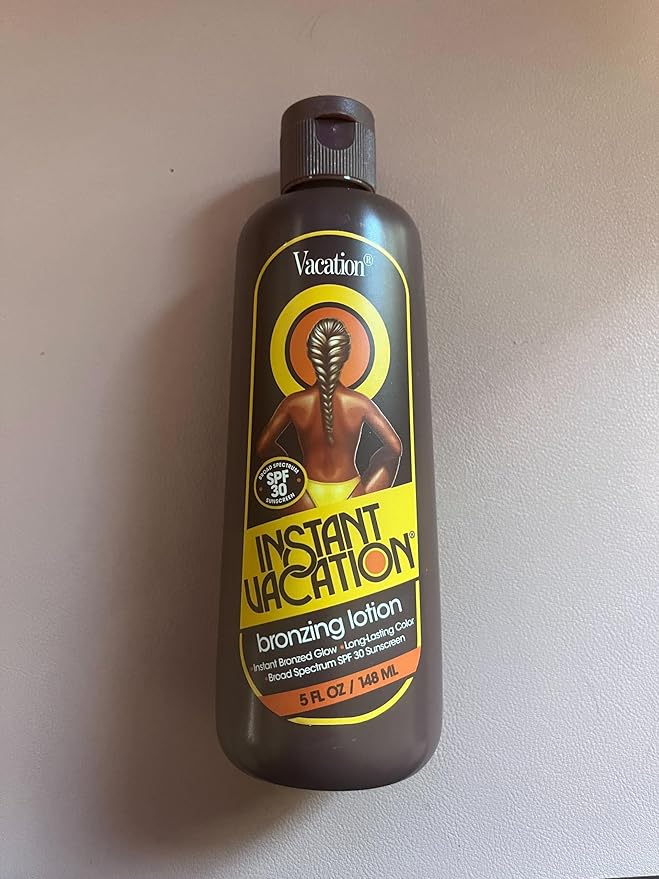 Vacation®
BROAD SPECTRUM
SPF
30
SUNSCREEN
INSTANT
VACATION®
bronzing lotion
•Instant Bronzed Glow •Long-Lasting Color
•Broad Spectrum SPF 30 Sunscreen
5 FL OZ / 148 ML